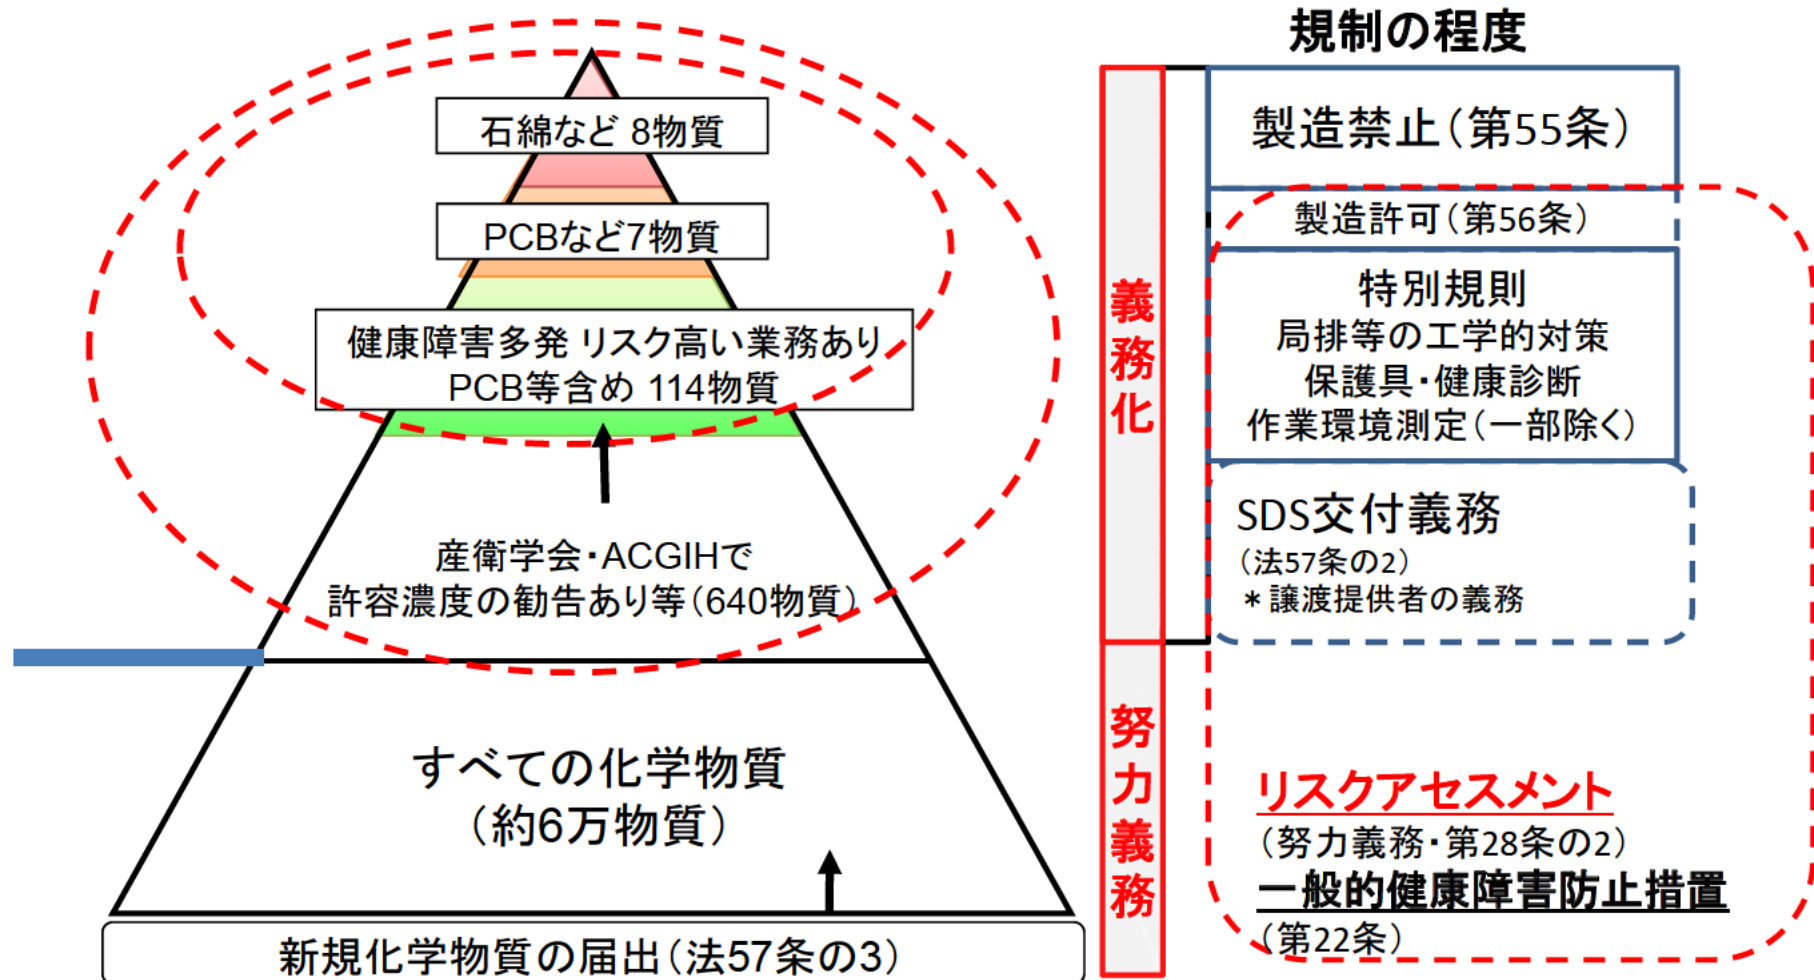 規制の程度
石綿など 8物質
PCBなど7物質
健康障害多発 リスク高い業務あり
PCB等含め 114物質
産衛学会・ACGIHで
許容濃度の勧告あり等（640物質）
すべての化学物質
（約6万物質）
新規化学物質の届出（法57条の3）
義務化
努力義務
製造禁止（第55条）
製造許可（第56条）
特別規則
局排等の工学的対策
保護具・健康診断
作業環境測定（一部除く）
SDS交付義務
（法57条の2）
＊譲渡提供者の義務
リスクアセスメント
（努力義務・第28条の2）
一般的健康障害防止措置
（第22条）